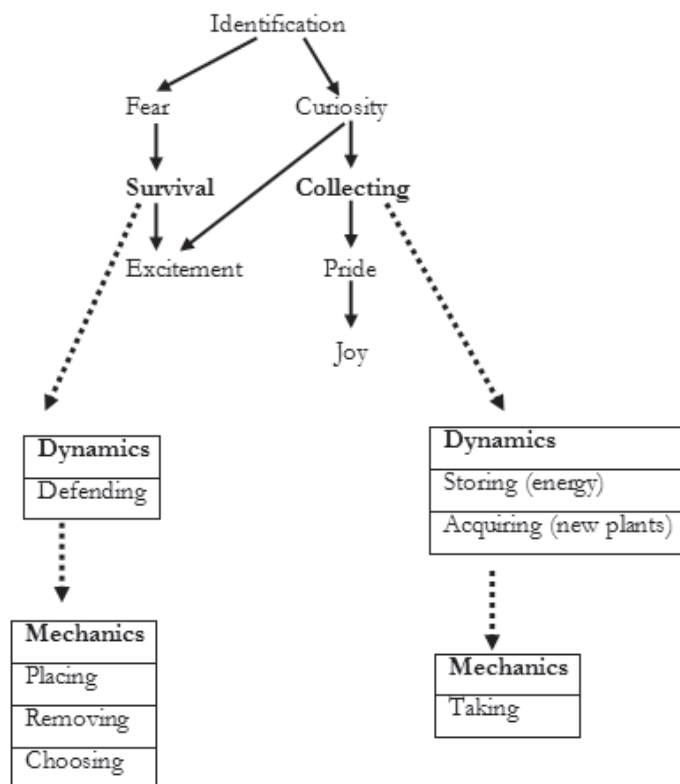 Identification
Fear
Curiosity
Survival
Collecting
Excitement
Pride
Joy
Dynamics
Defending
Dynamics
Storing (energy)
Acquiring (new plants)
Mechanics
Placing
Removing
Choosing
Mechanics
Taking